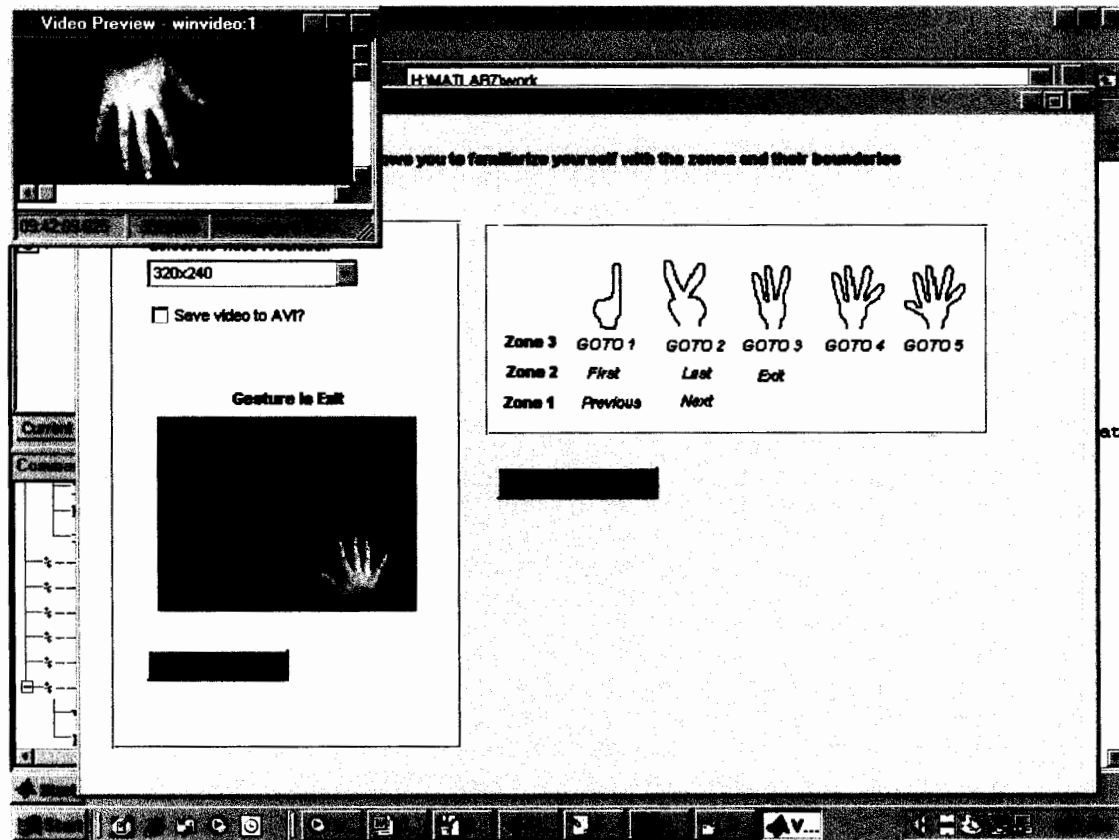 Video Preview - winvideo:1
H:\MATLAB7\work
you to familiarize yourself with the zones and their bounderies
320x240
Save video to AVI?
Gesture is Exit
Zone 3 GOTO 1 GOTO 2 GOTO 3 GOTO 4 GOTO 5
Zone 2 First Last Exit
Zone 1 Previous Next
at
V...